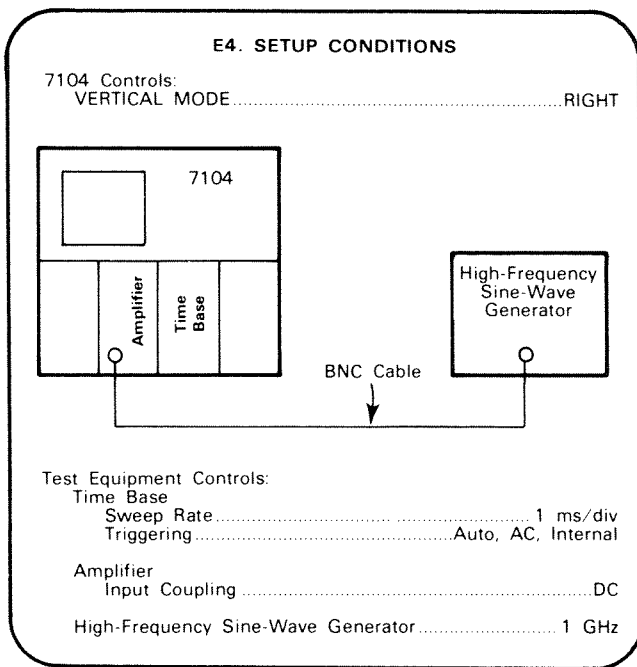 E4. SETUP CONDITIONS
7104 Controls:
VERTICAL MODE........................................................RIGHT
7104
Amplifier
Time
Base
High-Frequency
Sine-Wave
Generator
BNC Cable
Test Equipment Controls:
Time Base
Sweep Rate.............................. ........................1 ms/div
Triggering......................................Auto, AC, Internal
Amplifier
Input Coupling ......................................................DC
High-Frequency Sine-Wave Generator........................ 1 GHz